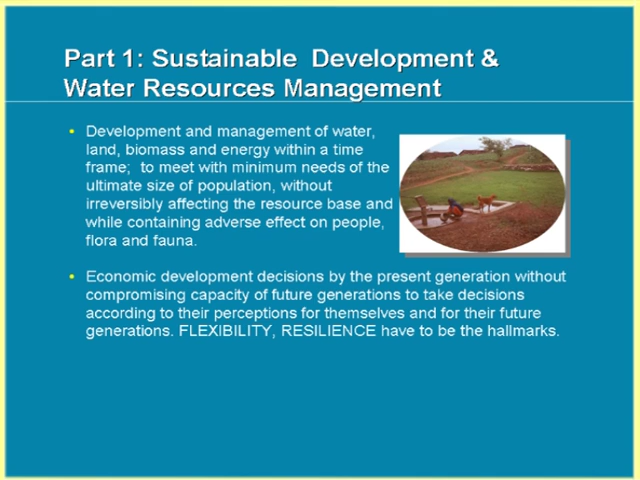 Part 1: Sustainable Development &
Water Resources Management
• Development and management of water,
land, biomass and energy within a time
frame; to meet with minimum needs of the
ultimate size of population, without
irreversibly affecting the resource base and
while containing adverse effect on people,
flora and fauna.
• Economic development decisions by the present generation without
compromising capacity of future generations to take decisions
according to their perceptions for themselves and for their future
generations. FLEXIBILITY, RESILIENCE have to be the hallmarks.